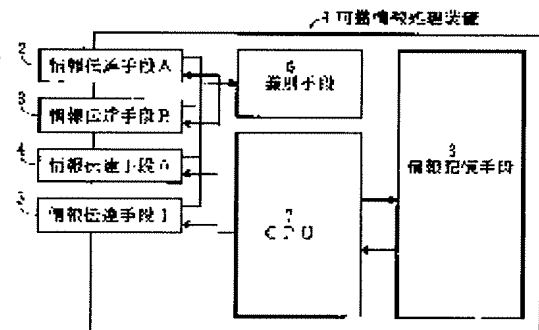 1 可搬情報処理装置
2 情報伝達手段A
3 情報伝達手段B
4 情報伝達手段
5 情報伝達手段
6
識別手段
7
CPU
8
情報記憶手段